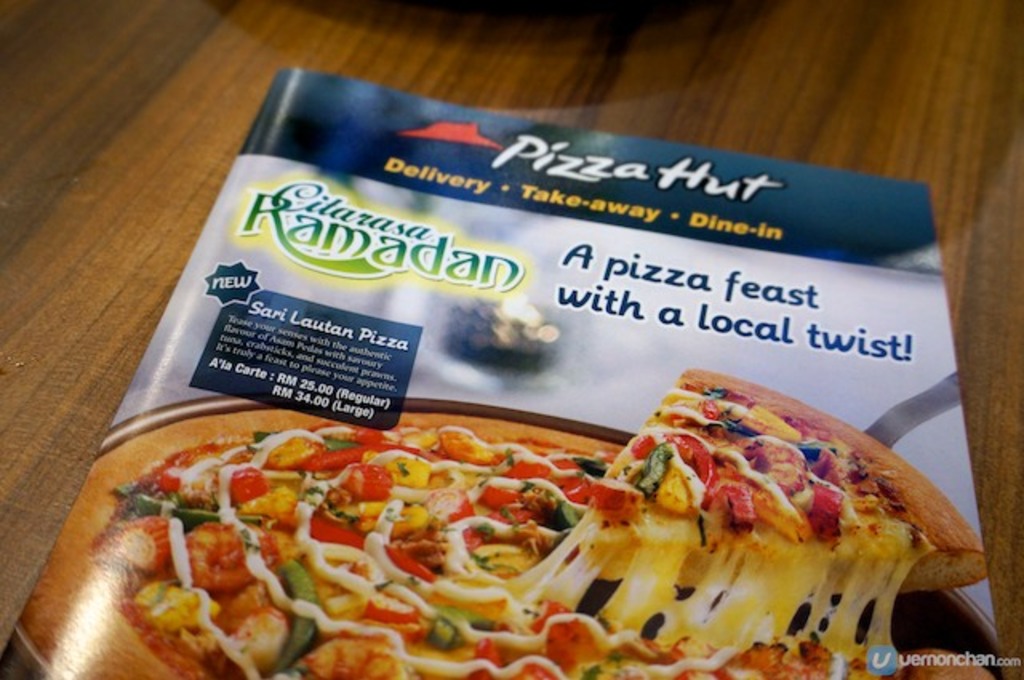 Pizza Hut
Delivery • Take-away • Dine-in
Citarasa
Ramadan
A pizza feast
with a local twist!
NEW
Sari Lautan Pizza
Tease your senses with the authentic
flavour of Asam Pedas with savoury
tuna, crabsticks, and succulent prawns.
It's truly a feast to please your appetite.
A'la Carte : RM 25.00 (Regular)
RM 34.00 (Large)
vernonchan.com